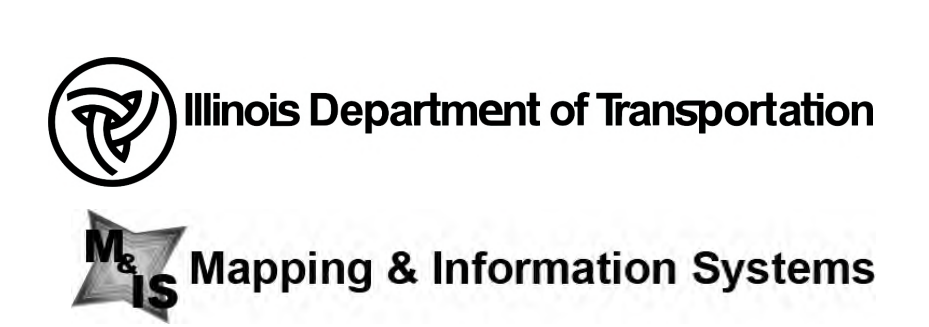 Illinois Department of Transportation
M&IS Mapping & Information Systems